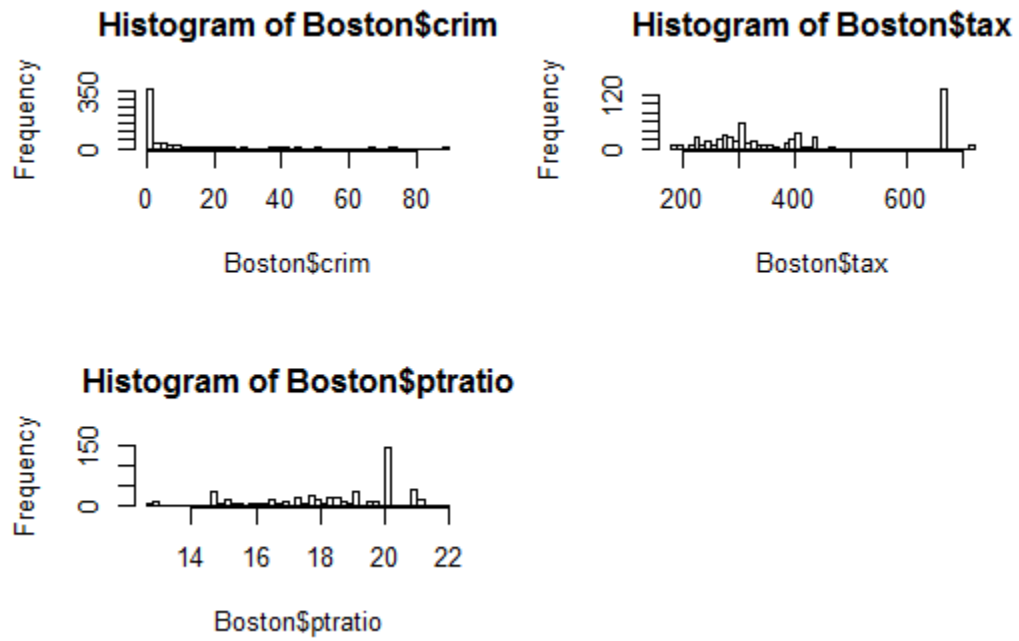 Histogram of Boston$crim
Frequency
0 350
0 20 40 60 80
Boston$crim
Histogram of Boston$tax
Frequency
0 120
200 400 600
Boston$tax
Histogram of Boston$ptratio
Frequency
0 150
14 16 18 20 22
Boston$ptratio